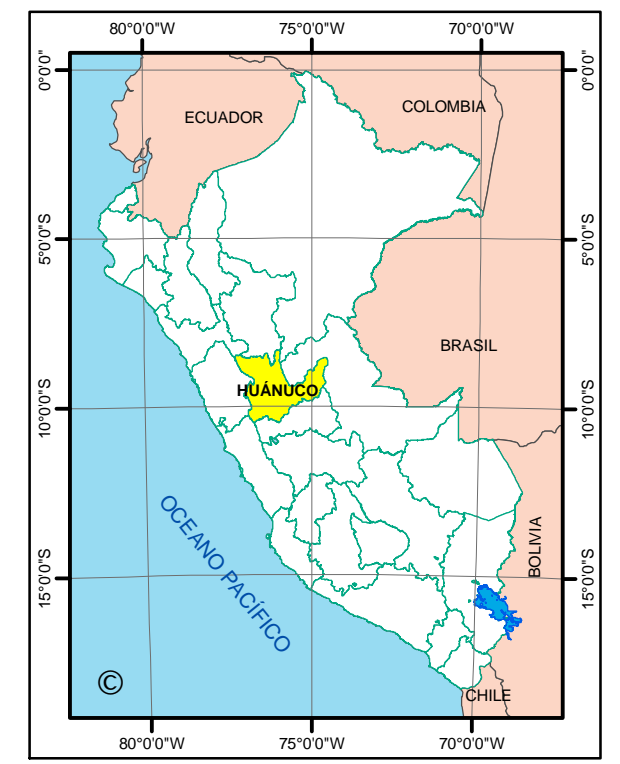 80°0'0"W 75°0'0"W 70°0'0"W
0°0'0" 0°0'0"
COLOMBIA
ECUADOR
5°0'0"S 5°0'0"S
BRASIL
HUÁNUCO
10°0'0"S 10°0'0"S
OCEANO PACÍFICO
BOLIVIA
15°0'0"S 15°0'0"S
©
CHILE
80°0'0"W 75°0'0"W 70°0'0"W